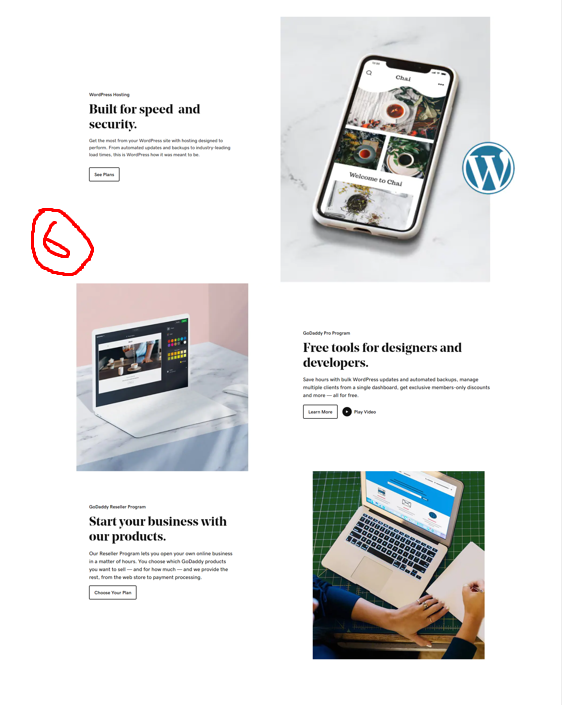 WordPress Hosting
Built for speed and
security.
Get the most from your WordPress site with hosting designed to
perform. From automated updates and backups to industry-leading
load times, this is WordPress how it was meant to be.
See Plans
Chai
Welcome to Chai
W
6
GoDaddy Pro Program
Free tools for designers and
developers.
Save hours with bulk WordPress updates and automated backups, manage
multiple clients from a single dashboard, get exclusive members-only discounts
and more — all for free.
Learn More
Play Video
GoDaddy Reseller Program
Start your business with
our products.
Our Reseller Program lets you open your own online business
in a matter of hours. You choose which GoDaddy products
you want to sell — and for how much — and we provide the
rest, from the web store to payment processing.
Choose Your Plan